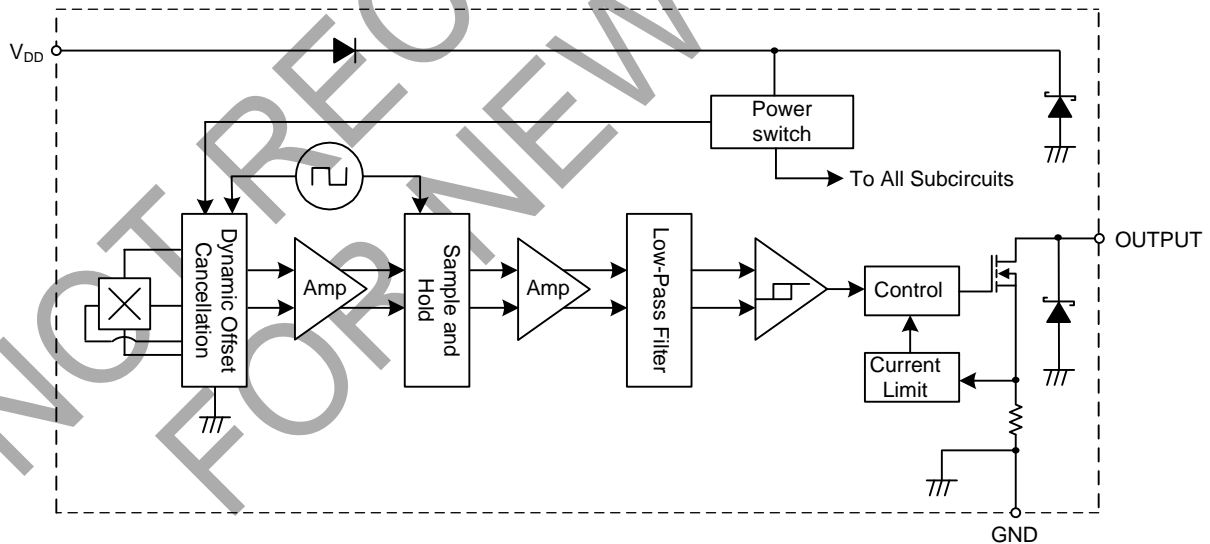 NOT REC
FOR NEW
VDD
Power
switch
To All Subcircuits
OUTPUT
Dynamic Offset
Cancellation
Amp
Sample and
Hold
Amp
Low-Pass Filter
Control
Current
Limit
GND